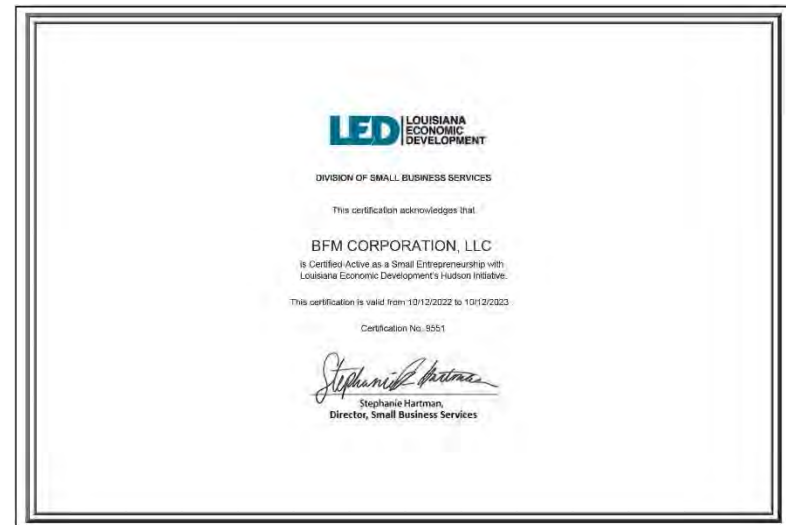 LED LOUISIANA
ECONOMIC
DEVELOPMENT
DIVISION OF SMALL BUSINESS SERVICES
This certification acknowledges that
BFM CORPORATION, LLC
is Certified-Active as a Small Entrepreneurship with
Louisiana Economic Development's Hudson Initiative.
This certification is valid from 10/12/2022 to 10/12/2023
Certification No. 9551
Stephanie Hartman
Stephanie Hartman,
Director, Small Business Services